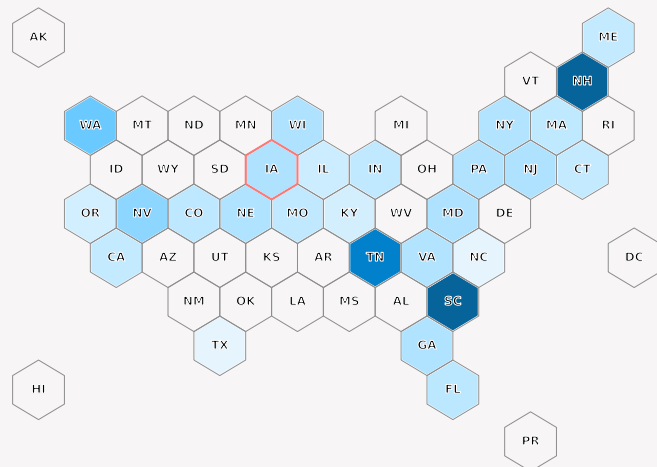 AK ME
VT NH
WA MT ND MN WI MI NY MA RI
ID WY SD IA IL IN OH PA NJ CT
OR NV CO NE MO KY WV MD DE
CA AZ UT KS AR TN VA NC DC
NM OK LA MS AL SC
TX GA
HI FL
PR